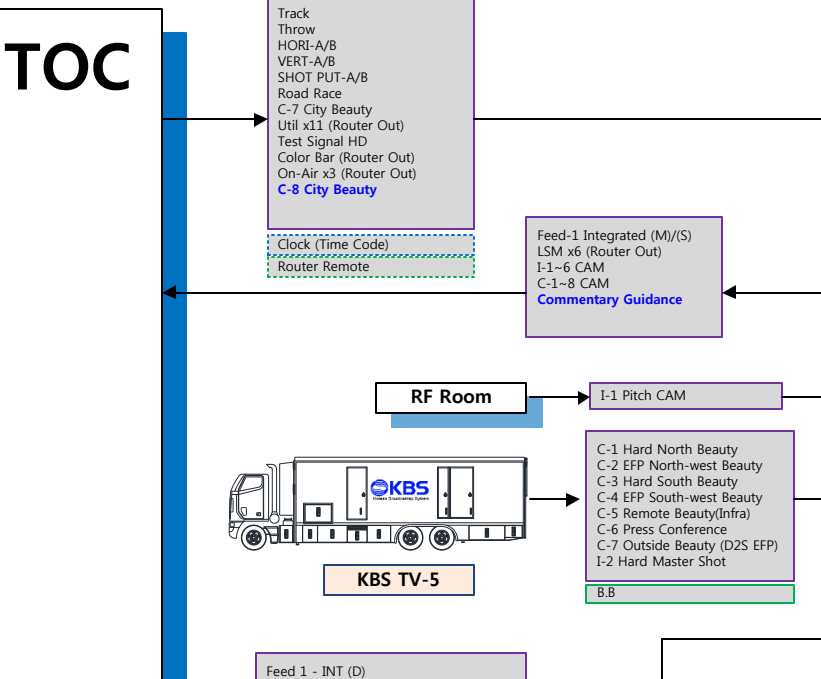 TOC
Track
Throw
HORI-A/B
VERT-A/B
SHOT PUT-A/B
Road Race
C-7 City Beauty
Util x11 (Router Out)
Test Signal HD
Color Bar (Router Out)
On-Air x3 (Router Out)
C-8 City Beauty
Clock (Time Code)
Router Remote
Feed-1 Integrated (M)/(S)
LSM x6 (Router Out)
I-1~6 CAM
C-1~8 CAM
Commentary Guidance
RF Room
I-1 Pitch CAM
KBS
Korean Broadcasting System
KBS TV-5
C-1 Hard North Beauty
C-2 EFP North-west Beauty
C-3 Hard South Beauty
C-4 EFP South-west Beauty
C-5 Remote Beauty(Infra)
C-6 Press Conference
C-7 Outside Beauty (D2S EFP)
I-2 Hard Master Shot
B.B
Feed 1 - INT (D)